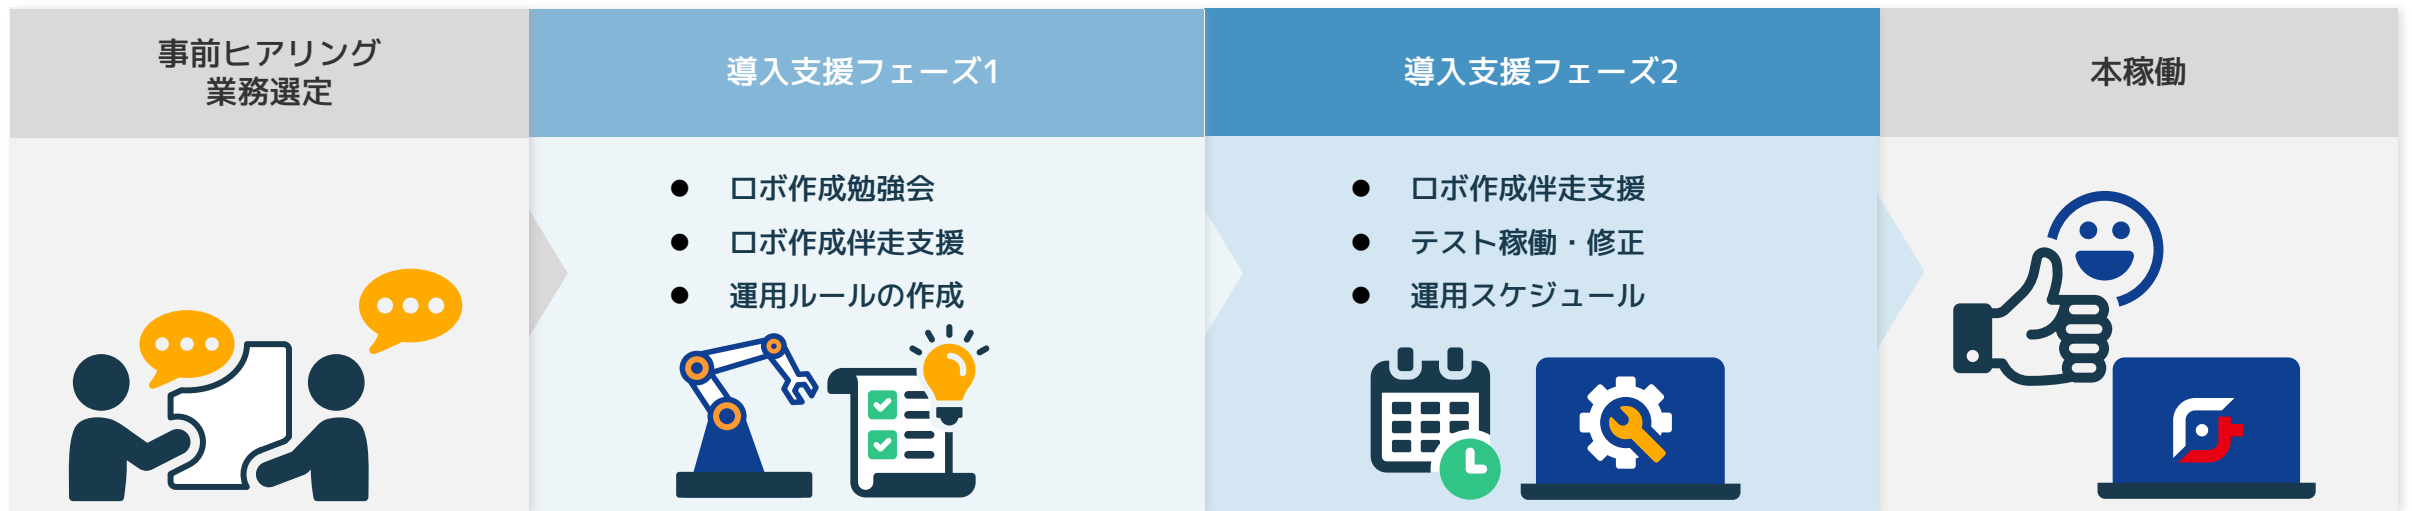 事前ヒアリング
業務選定
導入支援フェーズ1
● ロボ作成勉強会
● ロボ作成伴走支援
● 運用ルールの作成
導入支援フェーズ2
● ロボ作成伴走支援
● テスト稼働・修正
● 運用スケジュール
本稼働